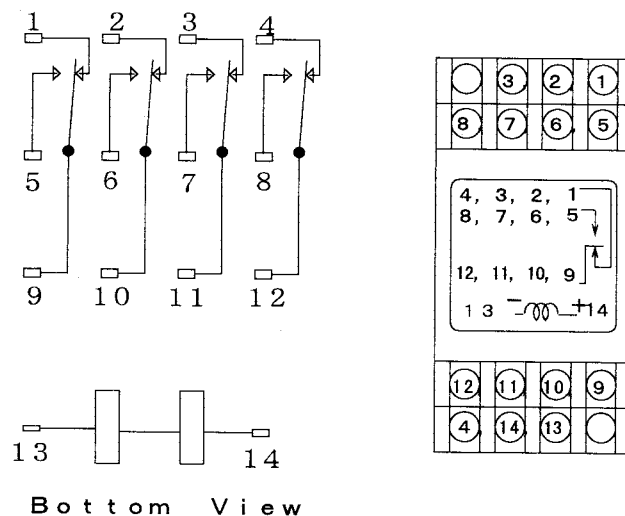 1 2 3 4
5 6 7 8
9 10 11 12
13 14
Bottom View
3 2 1
8 7 6 5
4, 3, 2, 1
8, 7, 6, 5
12, 11, 10, 9
13 − +14
12 11 10 9
4 14 13